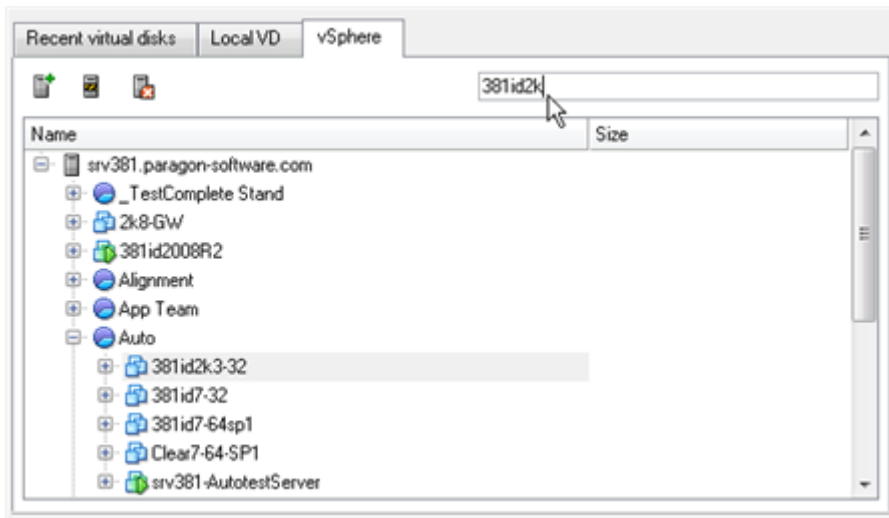 Recent virtual disks Local VD vSphere
381id2k
Name Size
srv381.paragon-software.com
_TestComplete Stand
2k8-GW
381id2008R2
Alignment
App Team
Auto
381id2k3-32
381id7-32
381id7-64sp1
Clear7-64-SP1
srv381-AutotestServer